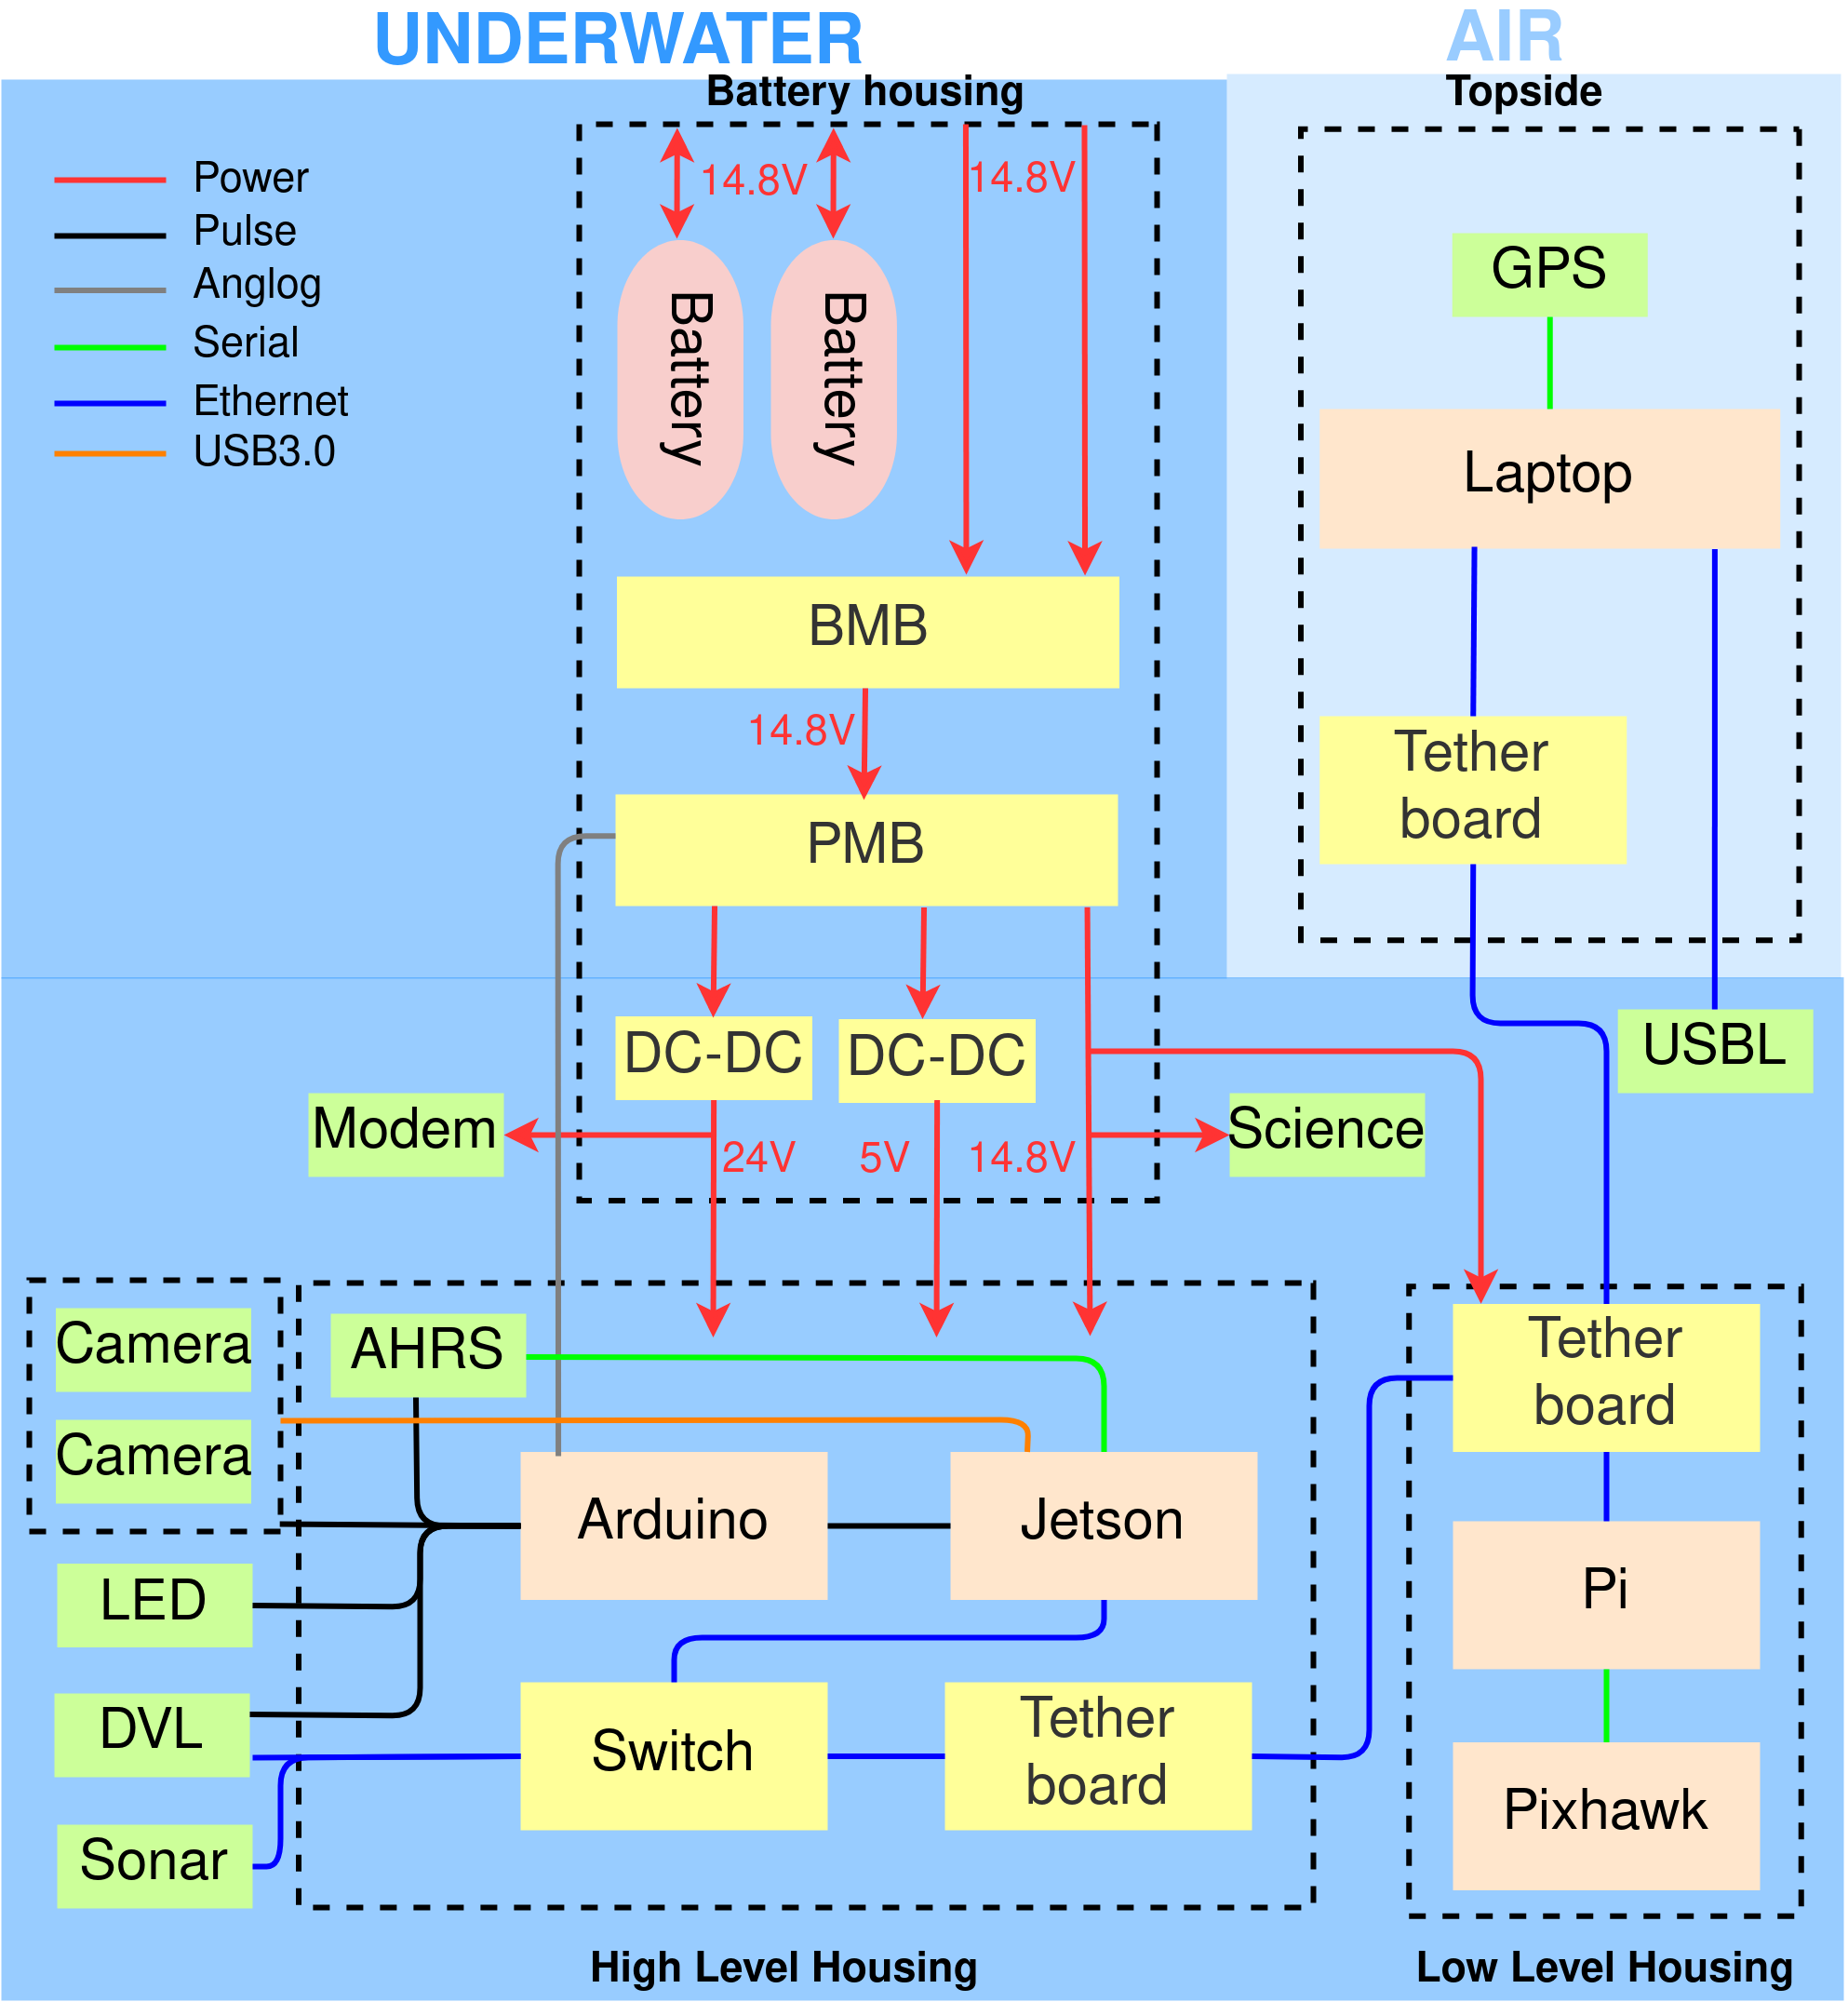 UNDERWATER
AIR
Battery housing
Topside
Power
Pulse
Anglog
Serial
Ethernet
USB3.0
14.8V
14.8V
Battery
Battery
GPS
Laptop
BMB
14.8V
Tether
board
PMB
DC-DC
DC-DC
USBL
Modem
24V
5V
14.8V
Science
Camera
Camera
AHRS
Tether
board
Arduino
Jetson
LED
Pi
DVL
Switch
Tether
board
Sonar
Pixhawk
High Level Housing
Low Level Housing